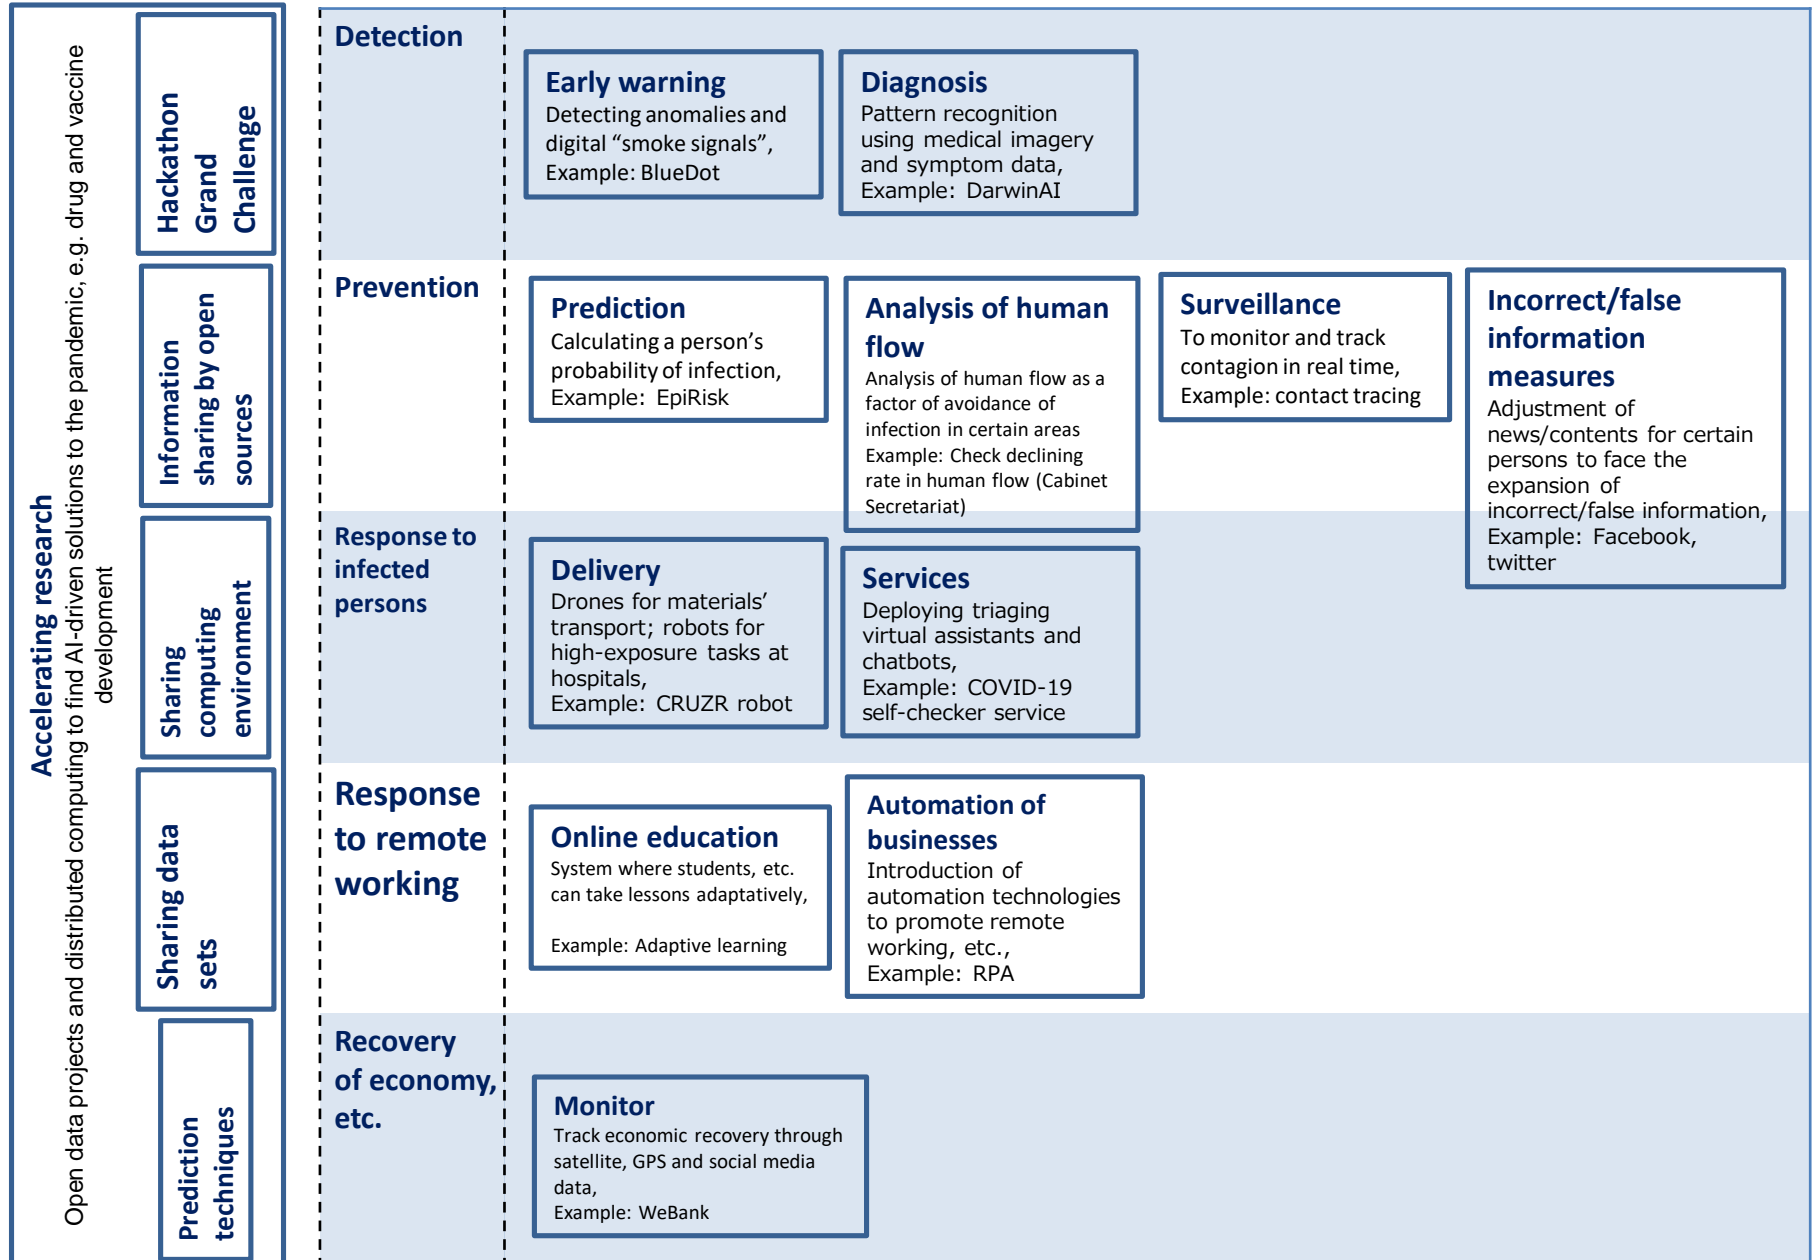 Accelerating research
Open data projects and distributed computing to find AI-driven solutions to the pandemic, e.g. drug and vaccine
development
Hackathon
Grand
Challenge
Information
sharing by open
sources
Sharing
computing
environment
Sharing data
sets
Prediction
techniques
Detection
Early warning
Detecting anomalies and
digital “smoke signals”,
Example: BlueDot
Diagnosis
Pattern recognition
using medical imagery
and symptom data,
Example: DarwinAI
Prevention
Prediction
Calculating a person’s
probability of infection,
Example: EpiRisk
Analysis of human
flow
Analysis of human flow as a
factor of avoidance of
infection in certain areas
Example: Check declining
rate in human flow (Cabinet
Secretariat)
Surveillance
To monitor and track
contagion in real time,
Example: contact tracing
Incorrect/false
information
measures
Adjustment of
news/contents for certain
persons to face the
expansion of
incorrect/false information,
Example: Facebook,
twitter
Response to
infected
persons
Delivery
Drones for materials’
transport; robots for
high-exposure tasks at
hospitals,
Example: CRUZR robot
Services
Deploying triaging
virtual assistants and
chatbots,
Example: COVID-19
self-checker service
Response
to remote
working
Online education
System where students, etc.
can take lessons adaptatively,
Example: Adaptive learning
Automation of
businesses
Introduction of
automation technologies
to promote remote
working, etc.,
Example: RPA
Recovery
of economy,
etc.
Monitor
Track economic recovery through
satellite, GPS and social media
data,
Example: WeBank